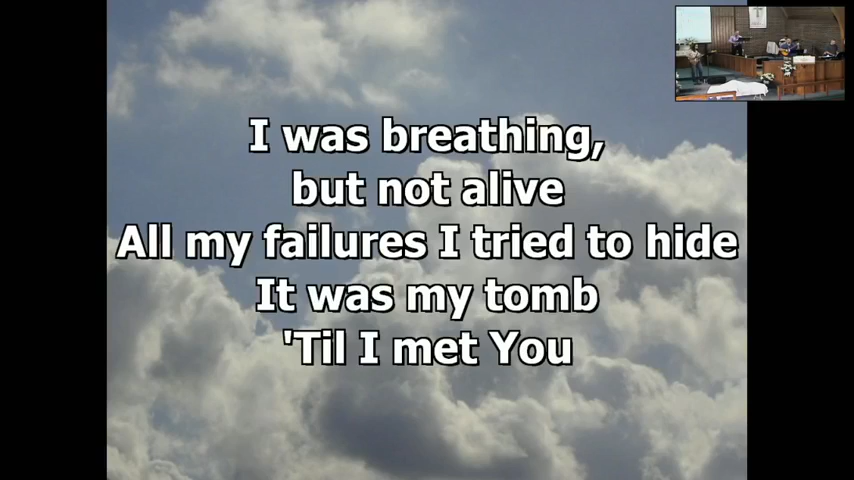 I was breathing,
but not alive
All my failures I tried to hide
It was my tomb
'Til I met You